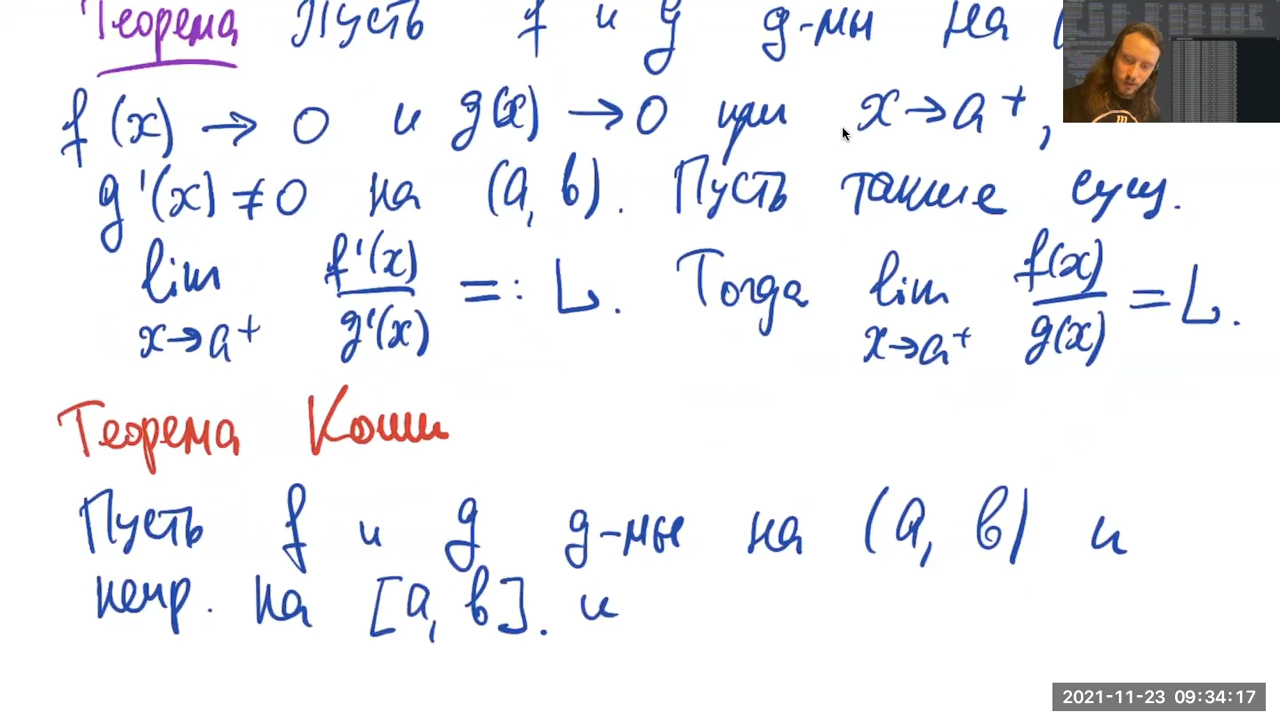 Теорема Пусть f и g д-мы на (
f(x) → 0 и g(x) → 0 при x→a+,
g'(x) ≠ 0 на (a, b). Пусть также сущ.
lim x→a+ f'(x)/g'(x) =: L. Тогда lim x→a+ f(x)/g(x) = L.
Теорема Коши
Пусть f и g д-мы на (a, b) и
непр. на [a, b]. и
2021-11-23 09:34:17